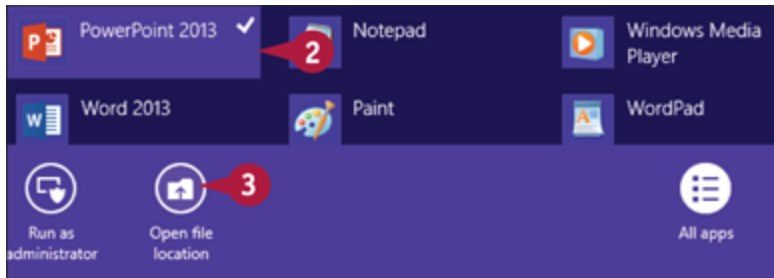 PowerPoint 2013
2
Notepad
Windows Media
Player
Word 2013
Paint
WordPad
3
Run as
administrator
Open file
location
All apps